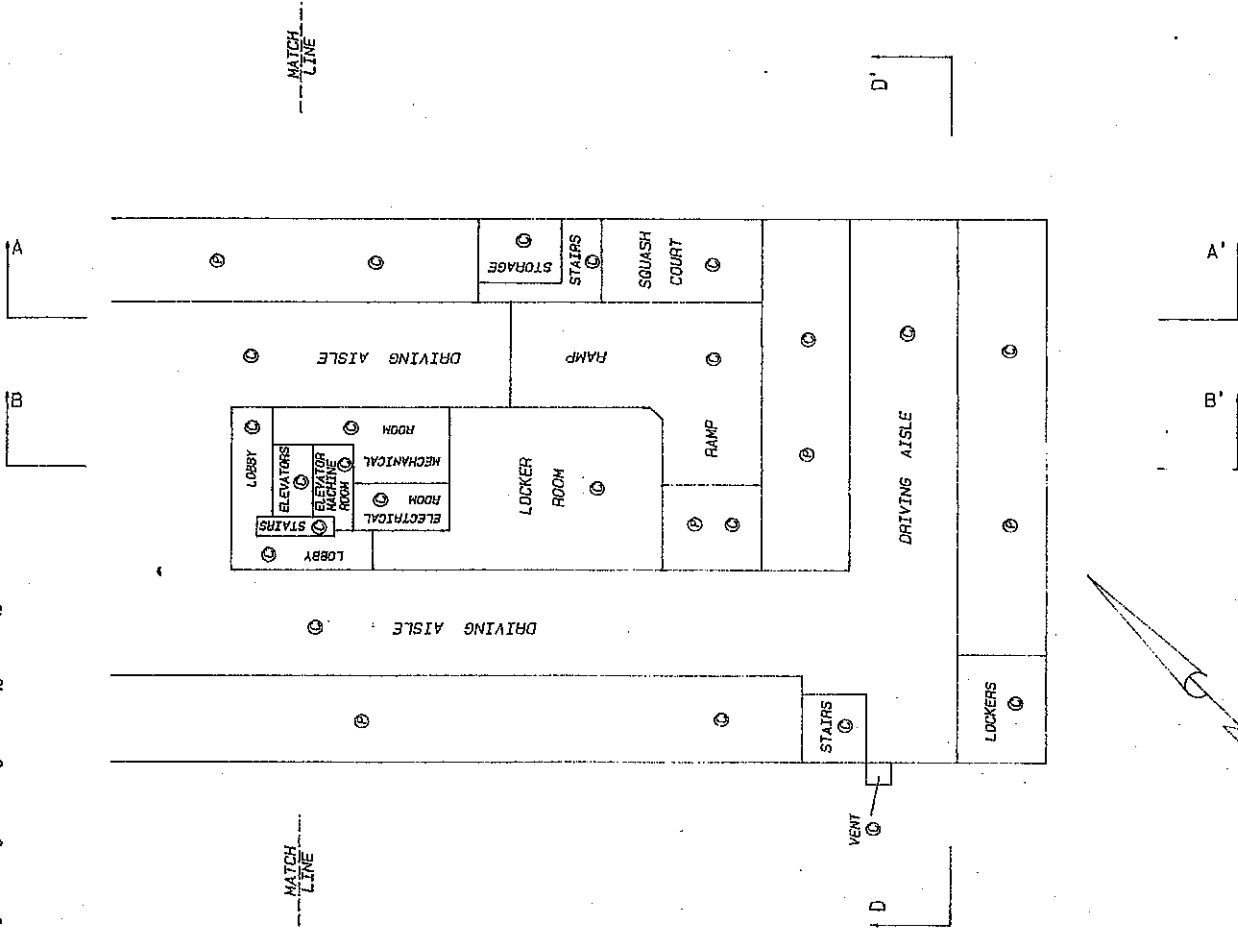 MATCH
LINE
D'
A
A'
B
B'
Ⓟ
Ⓒ
STORAGE
Ⓒ
STAIRS
Ⓒ
SQUASH
COURT
Ⓒ
Ⓒ
DRIVING AISLE
RAMP
Ⓒ
Ⓒ
Ⓒ
DRIVING AISLE
Ⓒ
LOBBY
Ⓒ
ELEVATORS
Ⓒ
ELEVATOR
MACHINE
ROOM
Ⓒ
MECHANICAL
ROOM
Ⓒ
ELECTRICAL
ROOM
Ⓒ
STAIRS
Ⓒ
LOBBY
Ⓒ
LOCKER
ROOM
Ⓒ
RAMP
Ⓟ
Ⓟ
Ⓒ
Ⓟ
DRIVING AISLE
Ⓒ
Ⓟ
Ⓒ
STAIRS
Ⓒ
LOCKERS
Ⓒ
VENT
Ⓒ
MATCH
LINE
D